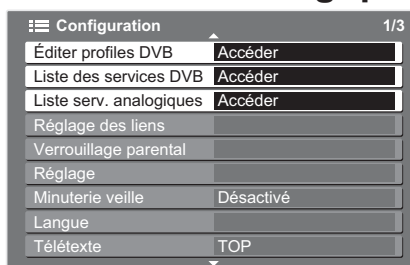 Configuration 1/3
Éditer profiles DVB Accéder
Liste des services DVB Accéder
Liste serv. analogiques Accéder
Réglage des liens
Verrouillage parental
Réglage
Minuterie veille Désactivé
Langue
Télétexte TOP